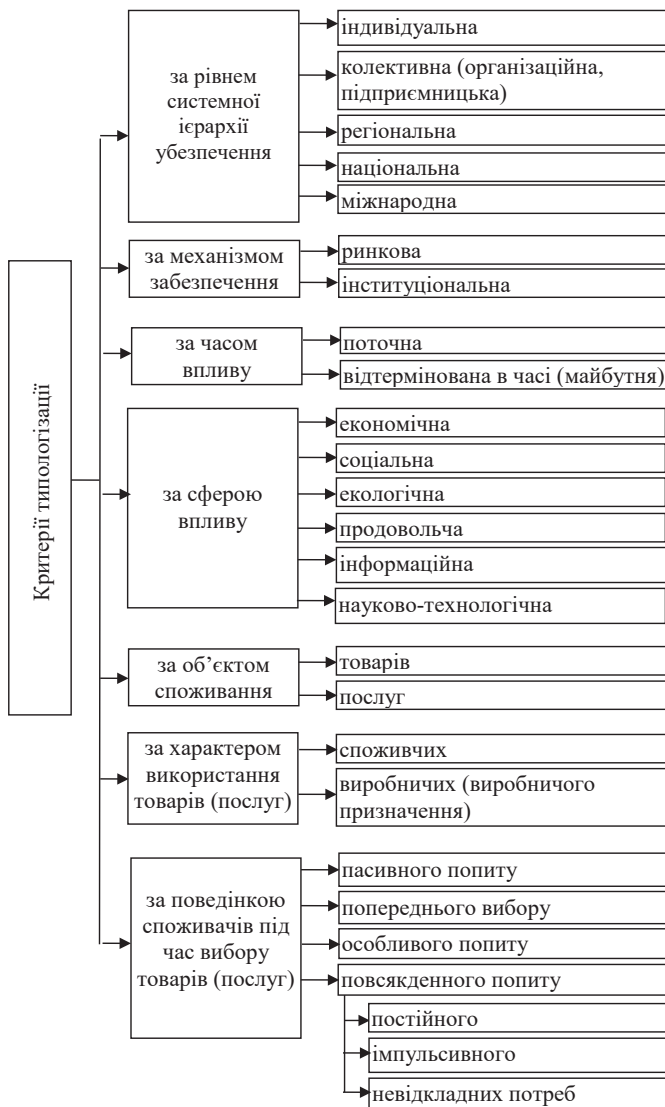 Критерії типологізації
за рівнем
системної
ієрархії
убезпечення
індивідуальна
колективна (організаційна,
підприємницька)
регіональна
національна
міжнародна
за механізмом
забезпечення
ринкова
інституціональна
за часом
впливу
поточна
відтермінована в часі (майбутня)
за сферою
впливу
економічна
соціальна
екологічна
продовольча
інформаційна
науково-технологічна
за об’єктом
споживання
товарів
послуг
за характером
використання
товарів (послуг)
споживчих
виробничих (виробничого
призначення)
за поведінкою
споживачів під
час вибору
товарів (послуг)
пасивного попиту
попереднього вибору
особливого попиту
повсякденного попиту
постійного
імпульсивного
невідкладних потреб